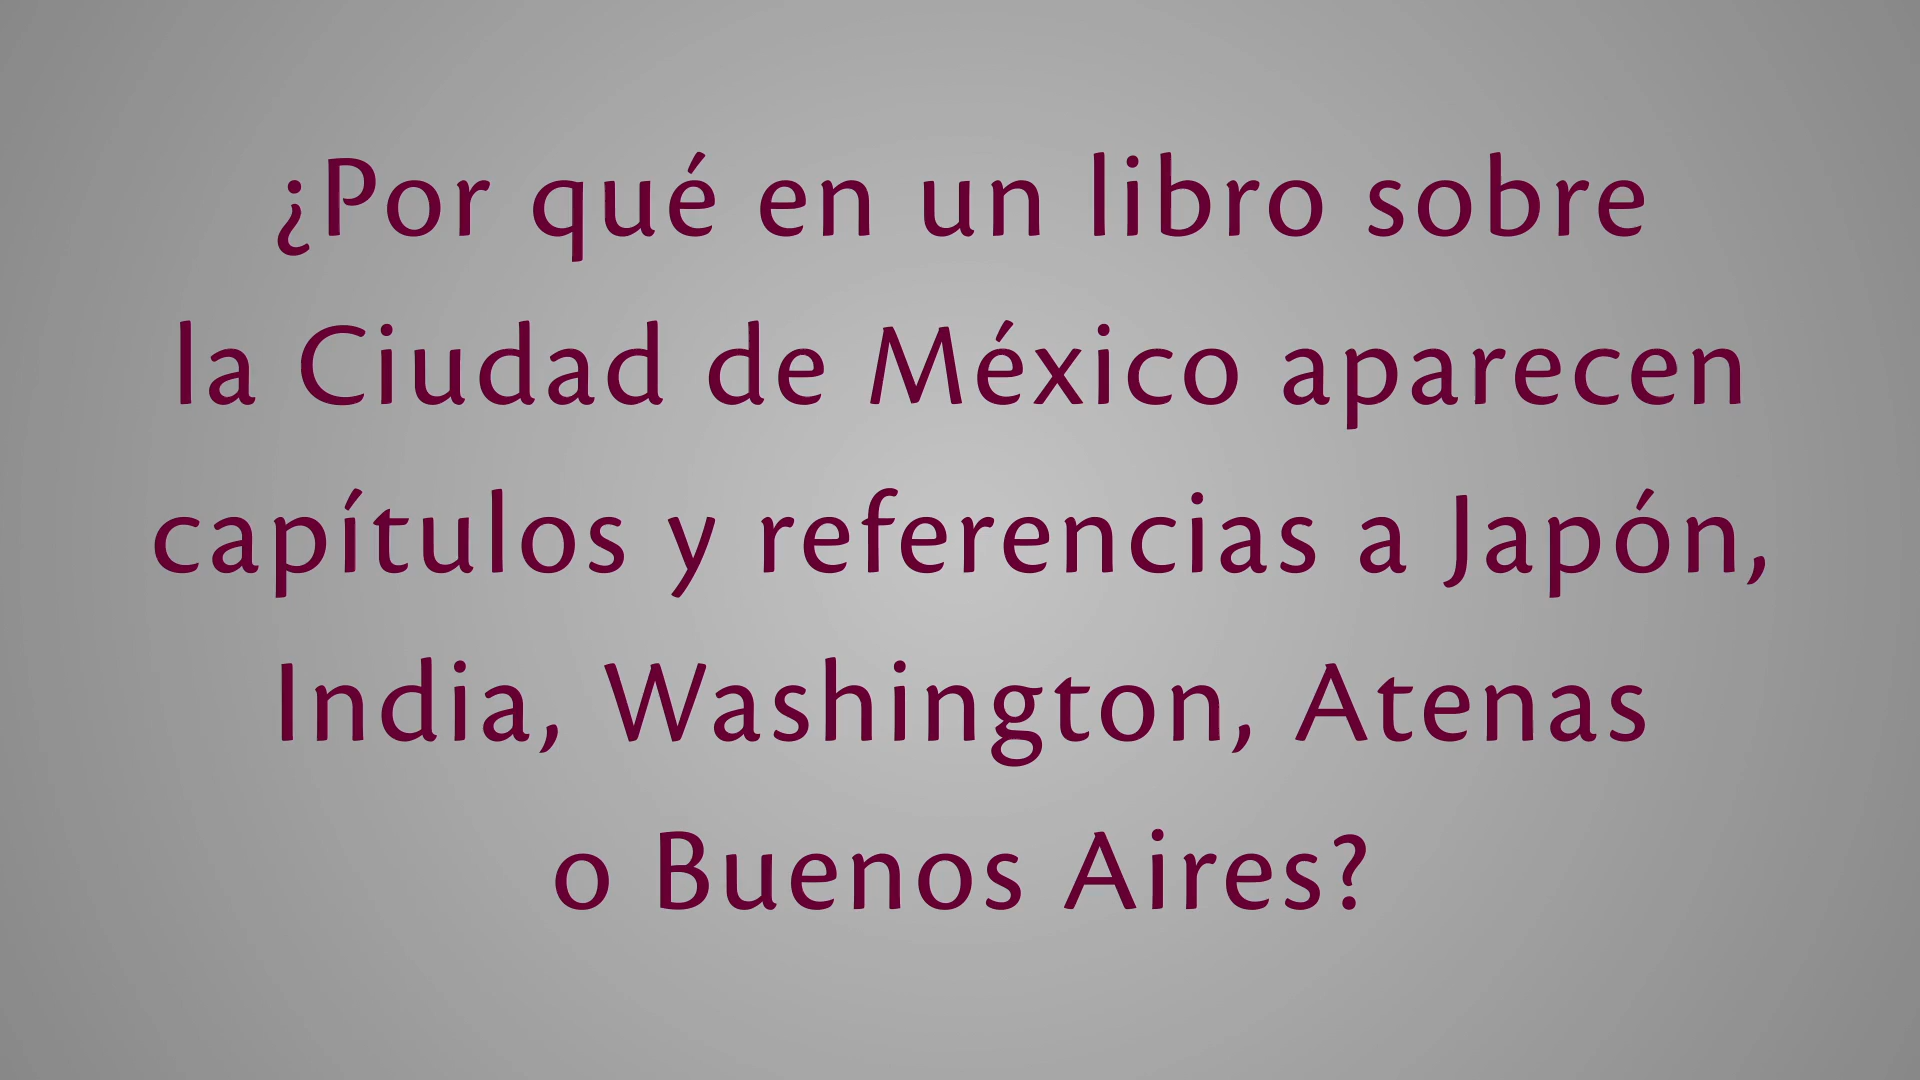 ¿Por qué en un libro sobre
la Ciudad de México aparecen
capítulos y referencias a Japón,
India, Washington, Atenas
o Buenos Aires?